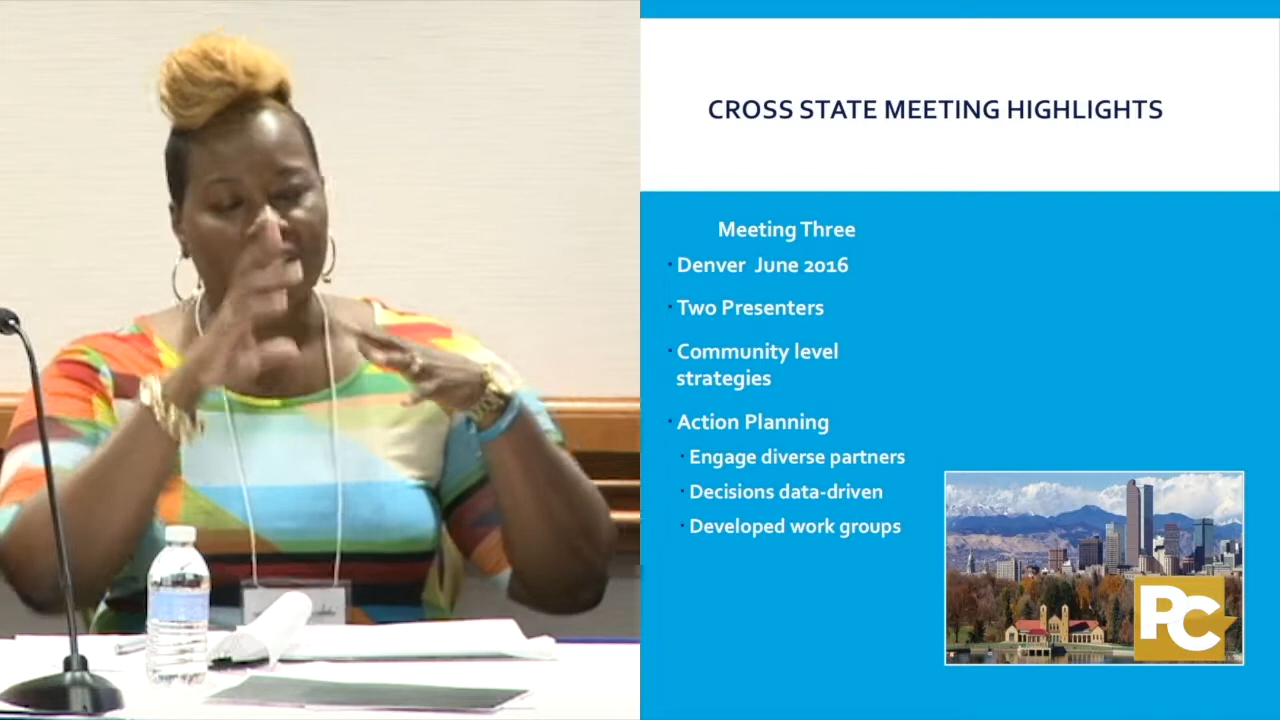 CROSS STATE MEETING HIGHLIGHTS
Meeting Three
· Denver June 2016
· Two Presenters
· Community level
strategies
· Action Planning
· Engage diverse partners
· Decisions data-driven
· Developed work groups
PC